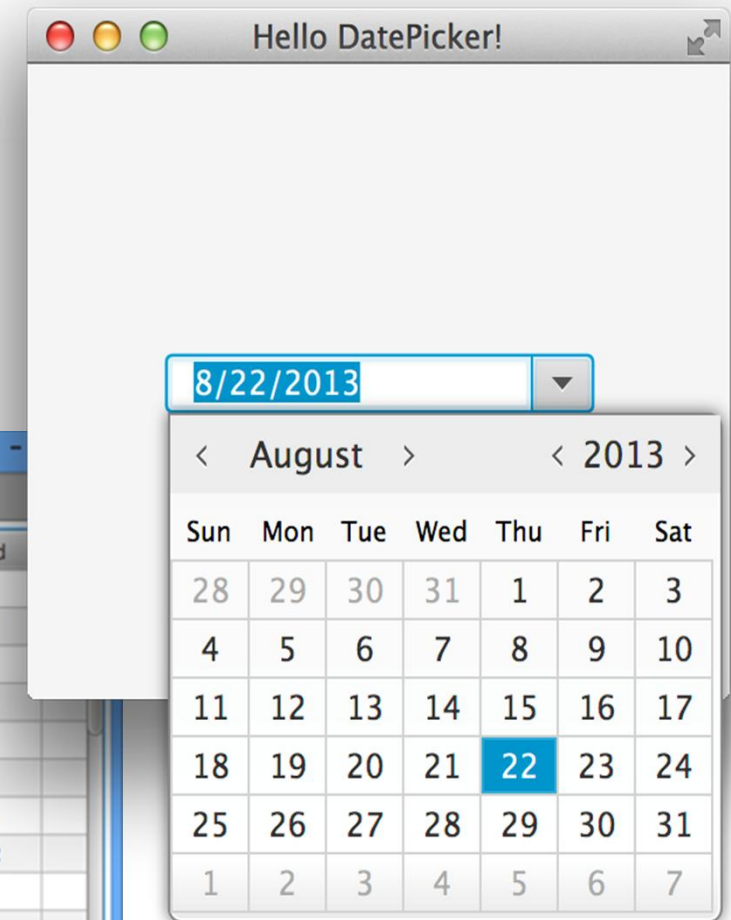 Hello DatePicker!
8/22/2013
< August > < 2013 >
Sun Mon Tue Wed Thu Fri Sat
28 29 30 31 1 2 3
4 5 6 7 8 9 10
11 12 13 14 15 16 17
18 19 20 21 22 23 24
25 26 27 28 29 30 31
1 2 3 4 5 6 7